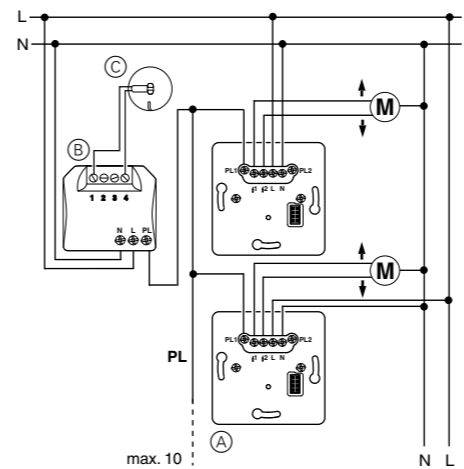 L
N
C
M
B
PL1
PL2
↑1 ↓2 L N
1 2 3 4
N L PL
M
PL
PL1
PL2
↑1 ↓2 L N
A
max. 10
N L